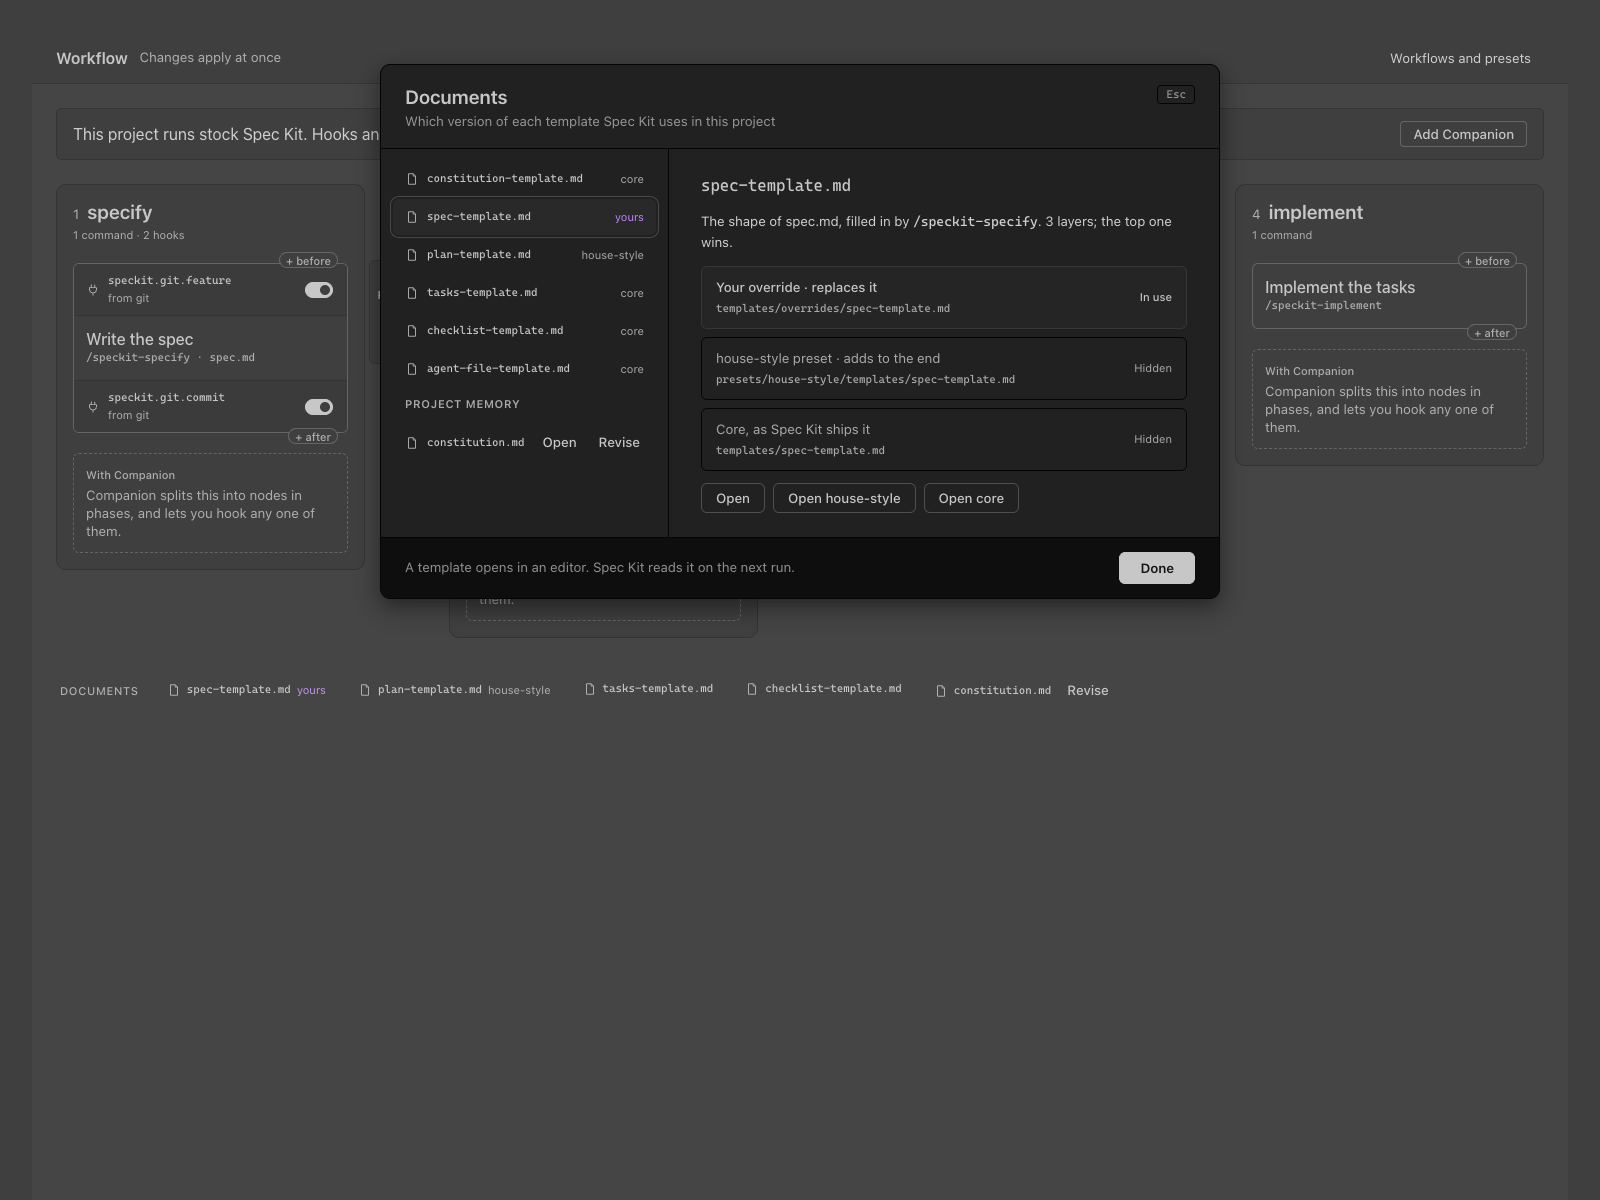 Workflow Changes apply at once
Workflows and presets
This project runs stock Spec Kit. Hooks an
Add Companion
1 specify
1 command · 2 hooks
+ before
speckit.git.feature
from git
Write the spec
/speckit-specify · spec.md
speckit.git.commit
from git
+ after
With Companion
Companion splits this into nodes in
phases, and lets you hook any one of
them.
Documents
Esc
Which version of each template Spec Kit uses in this project
constitution-template.md core
spec-template.md yours
plan-template.md house-style
tasks-template.md core
checklist-template.md core
agent-file-template.md core
PROJECT MEMORY
constitution.md Open Revise
spec-template.md
The shape of spec.md, filled in by /speckit-specify. 3 layers; the top one
wins.
Your override · replaces it
templates/overrides/spec-template.md
In use
house-style preset · adds to the end
presets/house-style/templates/spec-template.md
Hidden
Core, as Spec Kit ships it
templates/spec-template.md
Hidden
Open Open house-style Open core
A template opens in an editor. Spec Kit reads it on the next run.
Done
them.
4 implement
1 command
+ before
Implement the tasks
/speckit-implement
+ after
With Companion
Companion splits this into nodes in
phases, and lets you hook any one of
them.
DOCUMENTS spec-template.md yours plan-template.md house-style tasks-template.md checklist-template.md constitution.md Revise